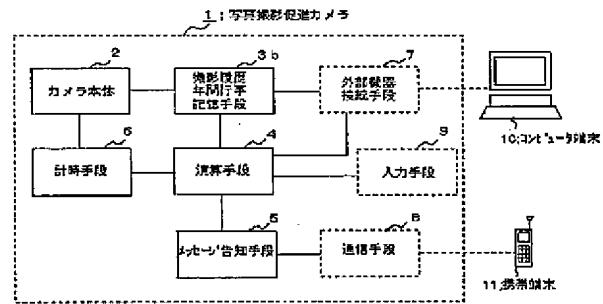 1：写真撮影促進カメラ
2
カメラ本体
3b
撮影履歴
年間行事
記憶手段
7
外部機器
接続手段
10;コンピュータ端末
6
計時手段
4
演算手段
9
入力手段
5
メッセージ告知手段
8
通信手段
11;携帯端末